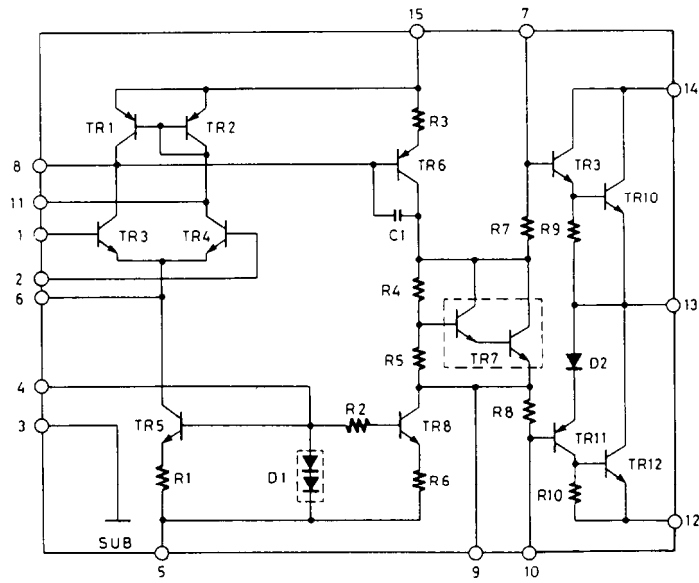 15 7
14
TR1 TR2 R3
TR6 TR3 TR10
8
11 C1 R7 R9
1 TR3 TR4
2
6 R4 13
TR7
R5 D2
4 R2 R8
3 TR5 TR8 TR11
TR12
R1 D1 R6 R10
12
SUB
5 9 10